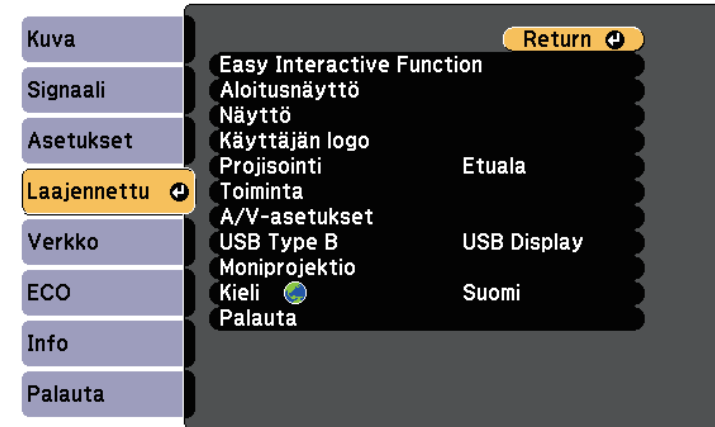 Kuva
Signaali
Asetukset
Laajennettu
Verkko
ECO
Info
Palauta
Return
Easy Interactive Function
Aloitusnäyttö
Näyttö
Käyttäjän logo
Projisointi Etuala
Toiminta
A/V-asetukset
USB Type B USB Display
Moniprojektio
Kieli Suomi
Palauta